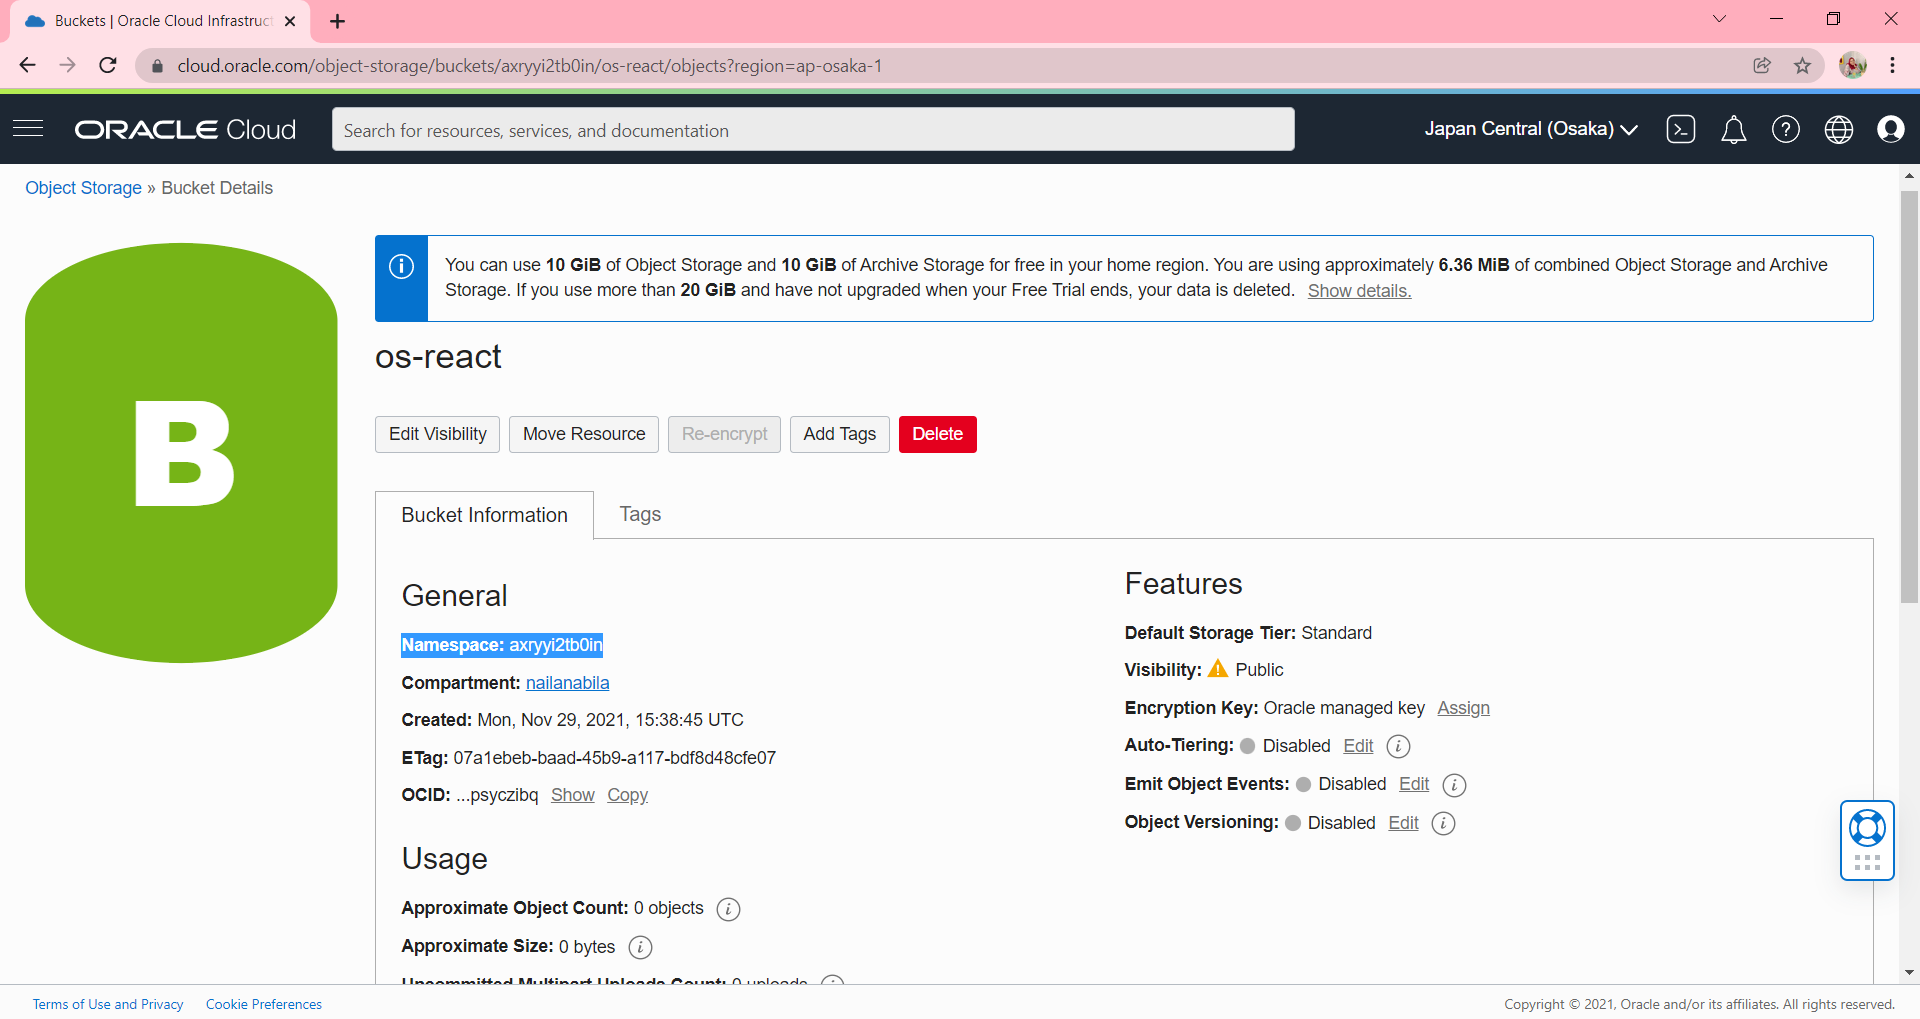 Buckets | Oracle Cloud Infrastruct
cloud.oracle.com/object-storage/buckets/axryyi2tb0in/os-react/objects?region=ap-osaka-1
ORACLE Cloud
Search for resources, services, and documentation
Japan Central (Osaka)
Object Storage » Bucket Details
B
You can use 10 GiB of Object Storage and 10 GiB of Archive Storage for free in your home region. You are using approximately 6.36 MiB of combined Object Storage and Archive
Storage. If you use more than 20 GiB and have not upgraded when your Free Trial ends, your data is deleted. Show details.
os-react
Edit Visibility
Move Resource
Re-encrypt
Add Tags
Delete
Bucket Information
Tags
General
Namespace: axryyi2tb0in
Compartment: nailanabila
Created: Mon, Nov 29, 2021, 15:38:45 UTC
ETag: 07a1ebeb-baad-45b9-a117-bdf8d48cfe07
OCID: ...psyczibq Show Copy
Usage
Approximate Object Count: 0 objects
Approximate Size: 0 bytes
Uncommitted Multipart Uploads Count: 0 uploads
Features
Default Storage Tier: Standard
Visibility: Public
Encryption Key: Oracle managed key Assign
Auto-Tiering: Disabled Edit
Emit Object Events: Disabled Edit
Object Versioning: Disabled Edit
Terms of Use and Privacy
Cookie Preferences
Copyright © 2021, Oracle and/or its affiliates. All rights reserved.